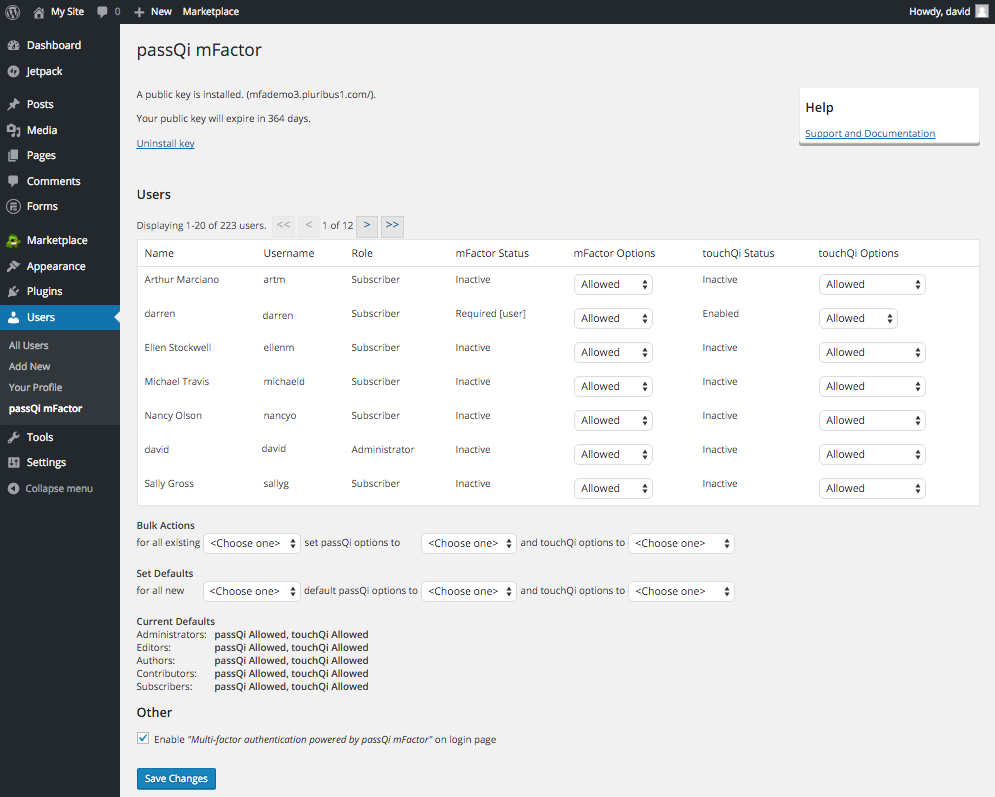 My Site 0 New Marketplace Howdy, david
Dashboard
Jetpack
Posts
Media
Pages
Comments
Forms
Marketplace
Appearance
Plugins
Users
All Users
Add New
Your Profile
passQi mFactor
Tools
Settings
Collapse menu
passQi mFactor
A public key is installed. (mfademo3.pluribus1.com/).
Your public key will expire in 364 days.
Uninstall key
Help
Support and Documentation
Users
Displaying 1-20 of 223 users. << < 1 of 12 > >>
Name Username Role mFactor Status mFactor Options touchQi Status touchQi Options
Arthur Marciano artm Subscriber Inactive Allowed Inactive Allowed
darren darren Subscriber Required [user] Allowed Enabled Allowed
Ellen Stockwell ellenm Subscriber Inactive Allowed Inactive Allowed
Michael Travis michaeld Subscriber Inactive Allowed Inactive Allowed
Nancy Olson nancyo Subscriber Inactive Allowed Inactive Allowed
david david Administrator Inactive Allowed Inactive Allowed
Sally Gross sallyg Subscriber Inactive Allowed Inactive Allowed
Bulk Actions
for all existing <Choose one> set passQi options to <Choose one> and touchQi options to <Choose one>
Set Defaults
for all new <Choose one> default passQi options to <Choose one> and touchQi options to <Choose one>
Current Defaults
Administrators: passQi Allowed, touchQi Allowed
Editors: passQi Allowed, touchQi Allowed
Authors: passQi Allowed, touchQi Allowed
Contributors: passQi Allowed, touchQi Allowed
Subscribers: passQi Allowed, touchQi Allowed
Other
Enable "Multi-factor authentication powered by passQi mFactor" on login page
Save Changes